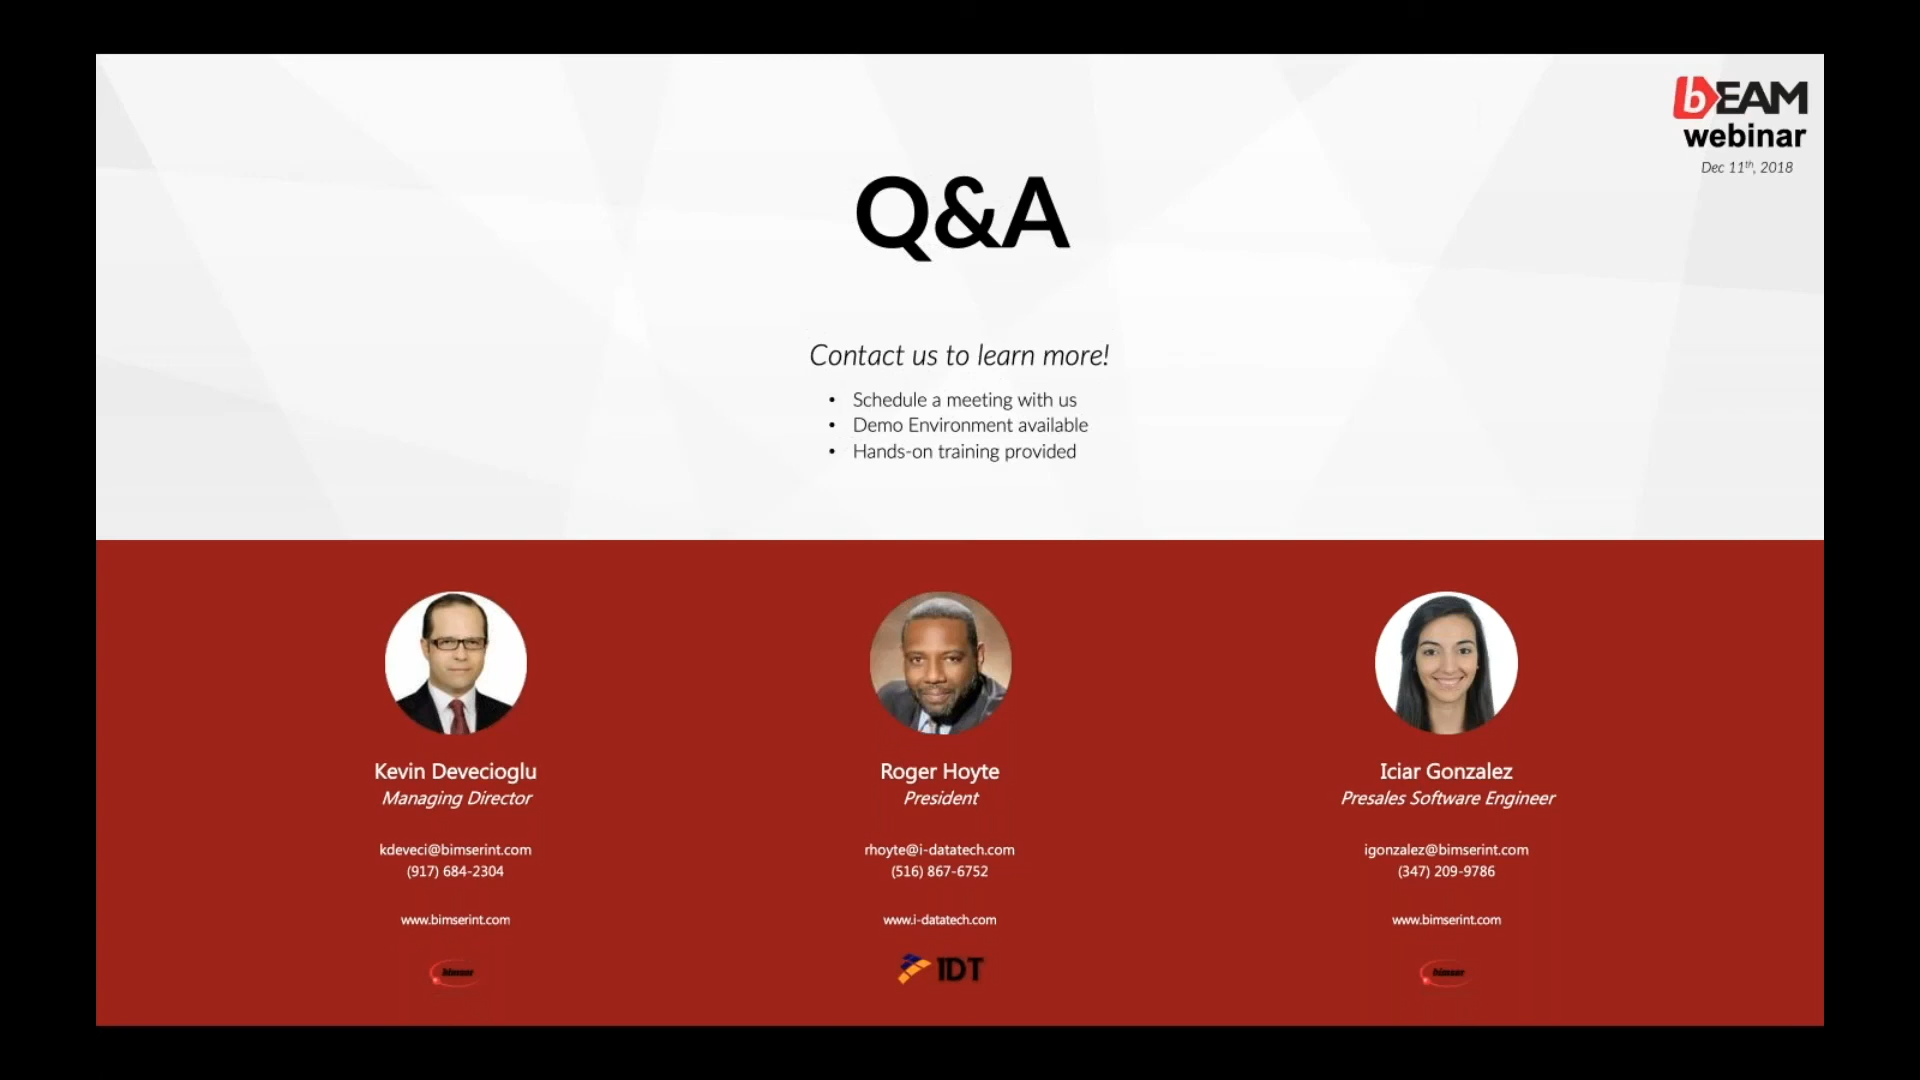 bEAM
webinar
Dec 11th, 2018
Q&A
Contact us to learn more!
• Schedule a meeting with us
• Demo Environment available
• Hands-on training provided
Kevin Devecioglu
Managing Director
kdeveci@bimserint.com
(917) 684-2304
www.bimserint.com
bimser
Roger Hoyte
President
rhoyte@i-datatech.com
(516) 867-6752
www.i-datatech.com
IDT
Iciar Gonzalez
Presales Software Engineer
igonzalez@bimserint.com
(347) 209-9786
www.bimserint.com
bimser